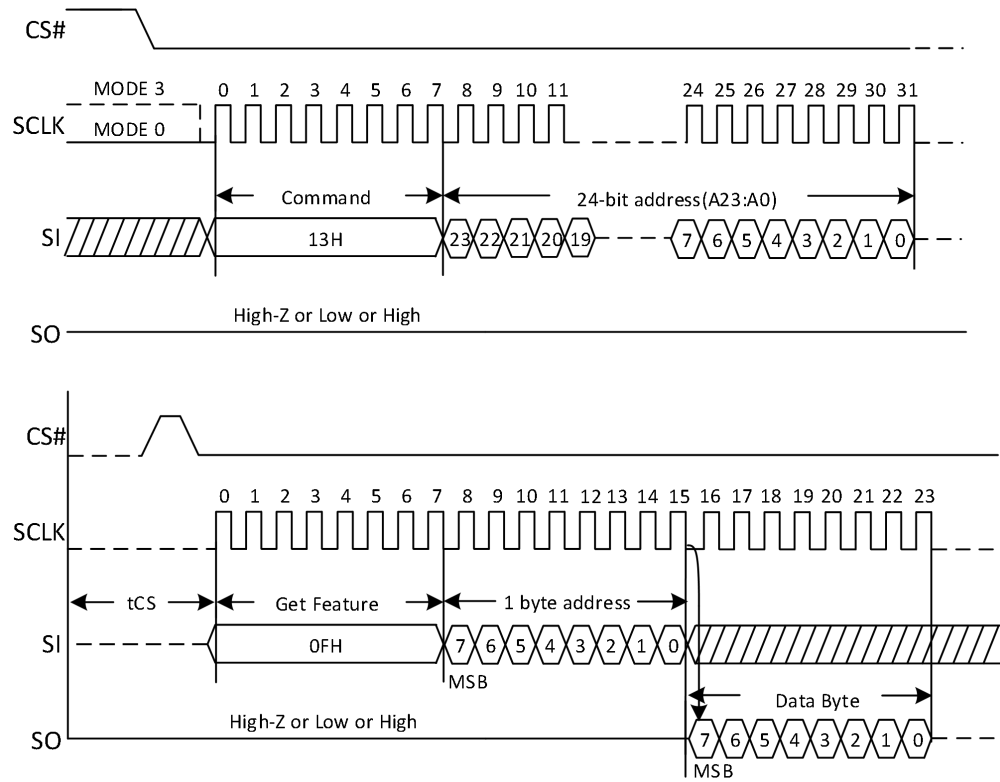 CS#
MODE 3
0 1 2 3 4 5 6 7 8 9 10 11 24 25 26 27 28 29 30 31
SCLK
MODE 0
Command
24-bit address(A23:A0)
SI
13H
23 22 21 20 19 7 6 5 4 3 2 1 0
High-Z or Low or High
SO
CS#
0 1 2 3 4 5 6 7 8 9 10 11 12 13 14 15 16 17 18 19 20 21 22 23
SCLK
tCS
Get Feature
1 byte address
SI
0FH
7 6 5 4 3 2 1 0
MSB
Data Byte
High-Z or Low or High
SO
7 6 5 4 3 2 1 0
MSB